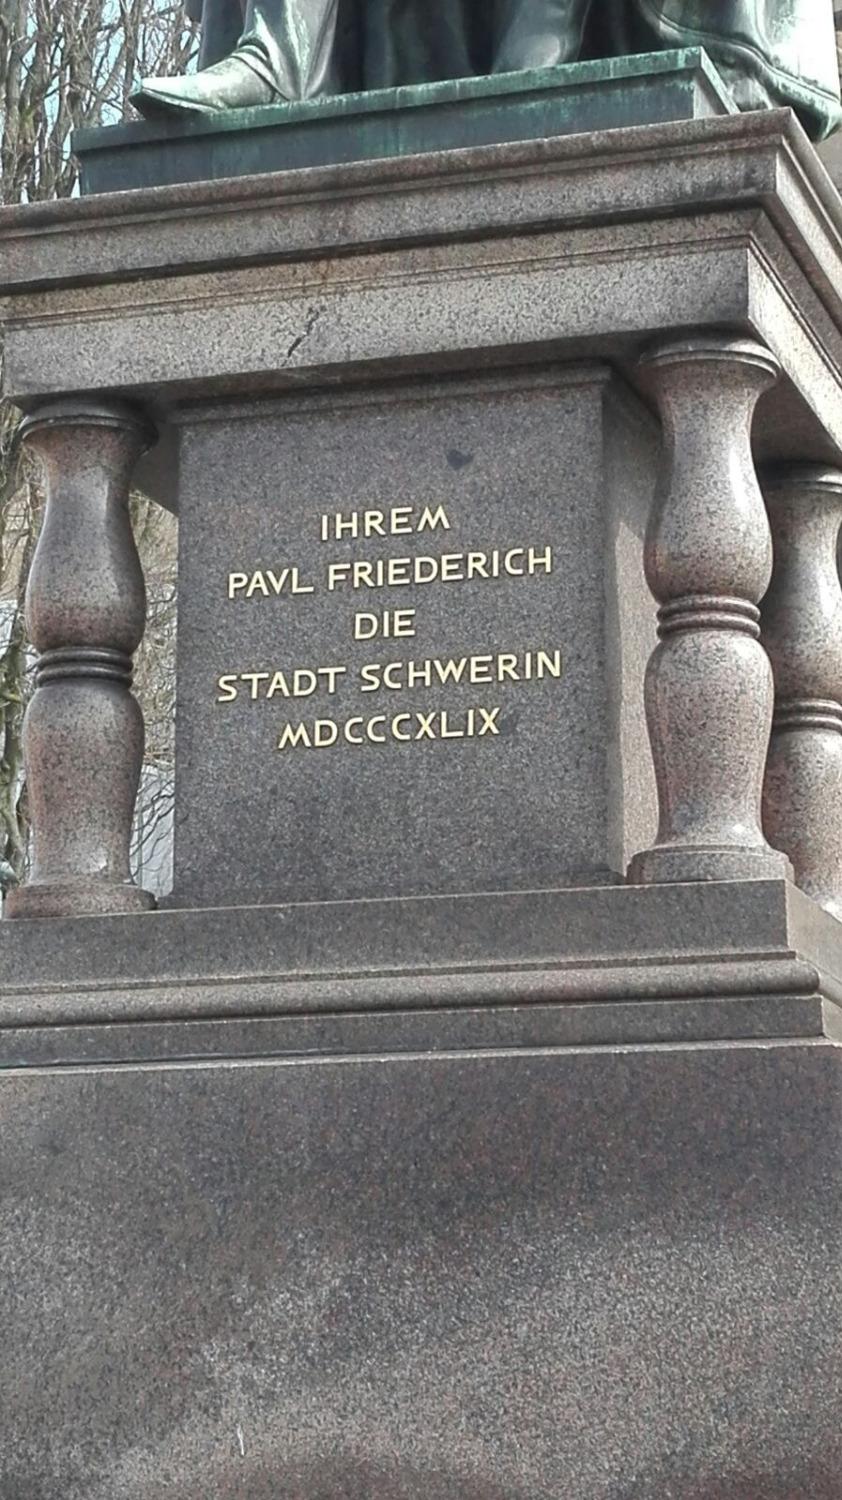 IHREM
PAVL FRIEDERICH
DIE
STADT SCHWERIN
MDCCCXLIX